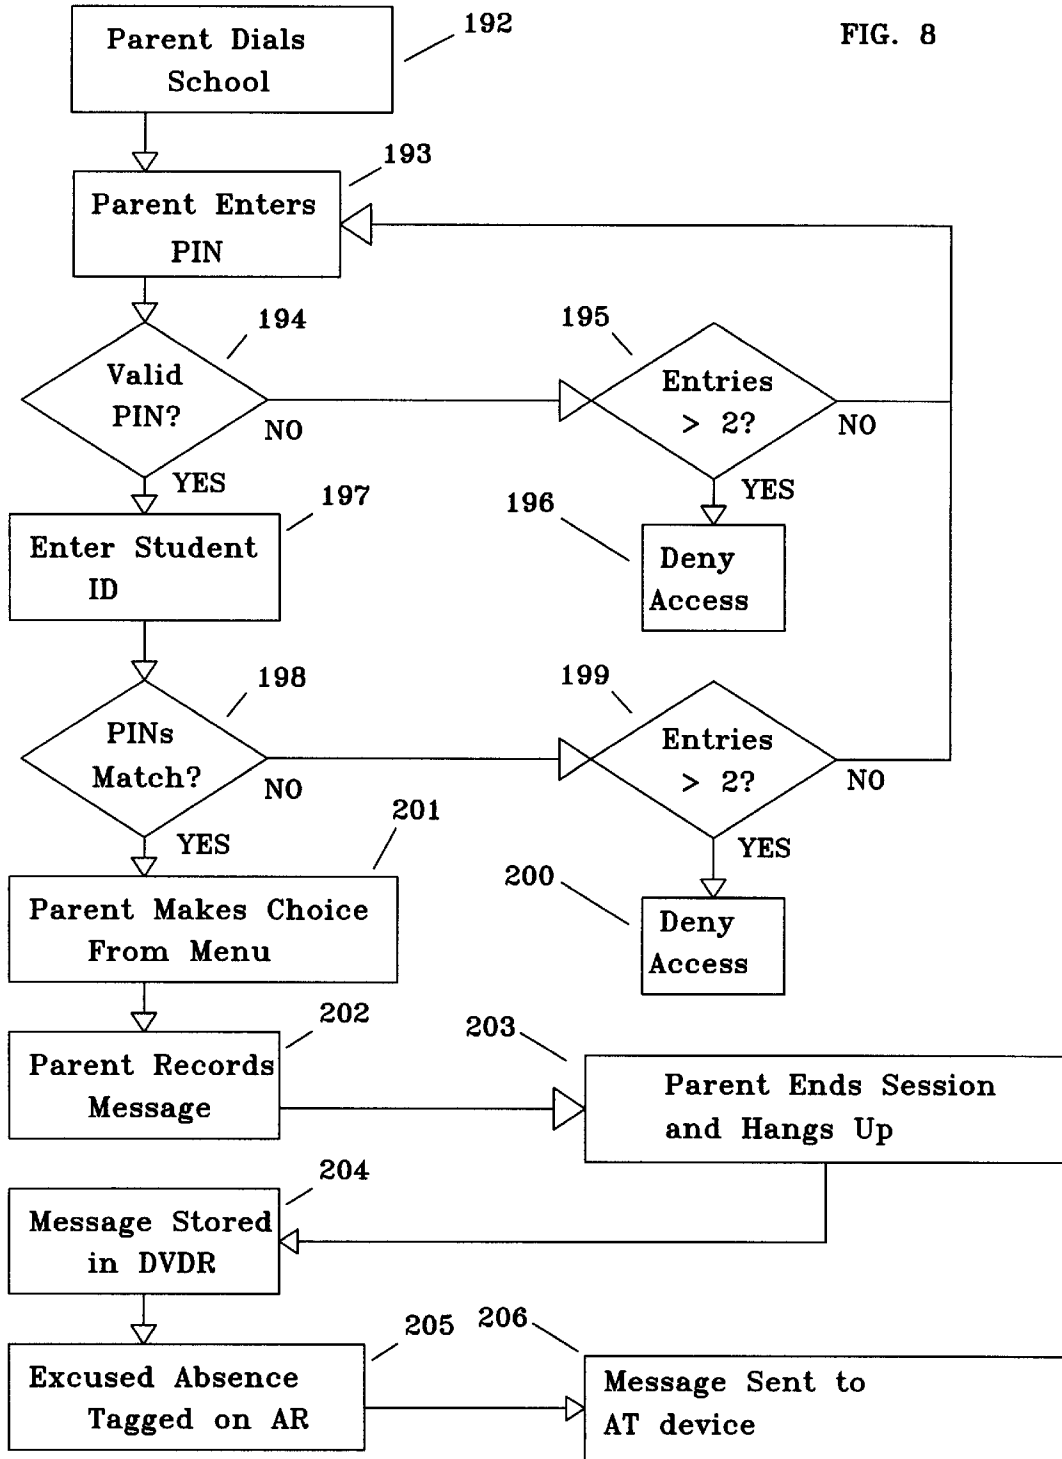 FIG. 8
Parent Dials
School
192
Parent Enters
PIN
193
Valid
PIN?
194
NO
YES
Entries
> 2?
195
NO
YES
Deny
Access
196
Enter Student
ID
197
PINs
Match?
198
NO
YES
Entries
> 2?
199
NO
YES
Deny
Access
200
Parent Makes Choice
From Menu
201
Parent Records
Message
202
Parent Ends Session
and Hangs Up
203
Message Stored
in DVDR
204
Excused Absence
Tagged on AR
205
Message Sent to
AT device
206